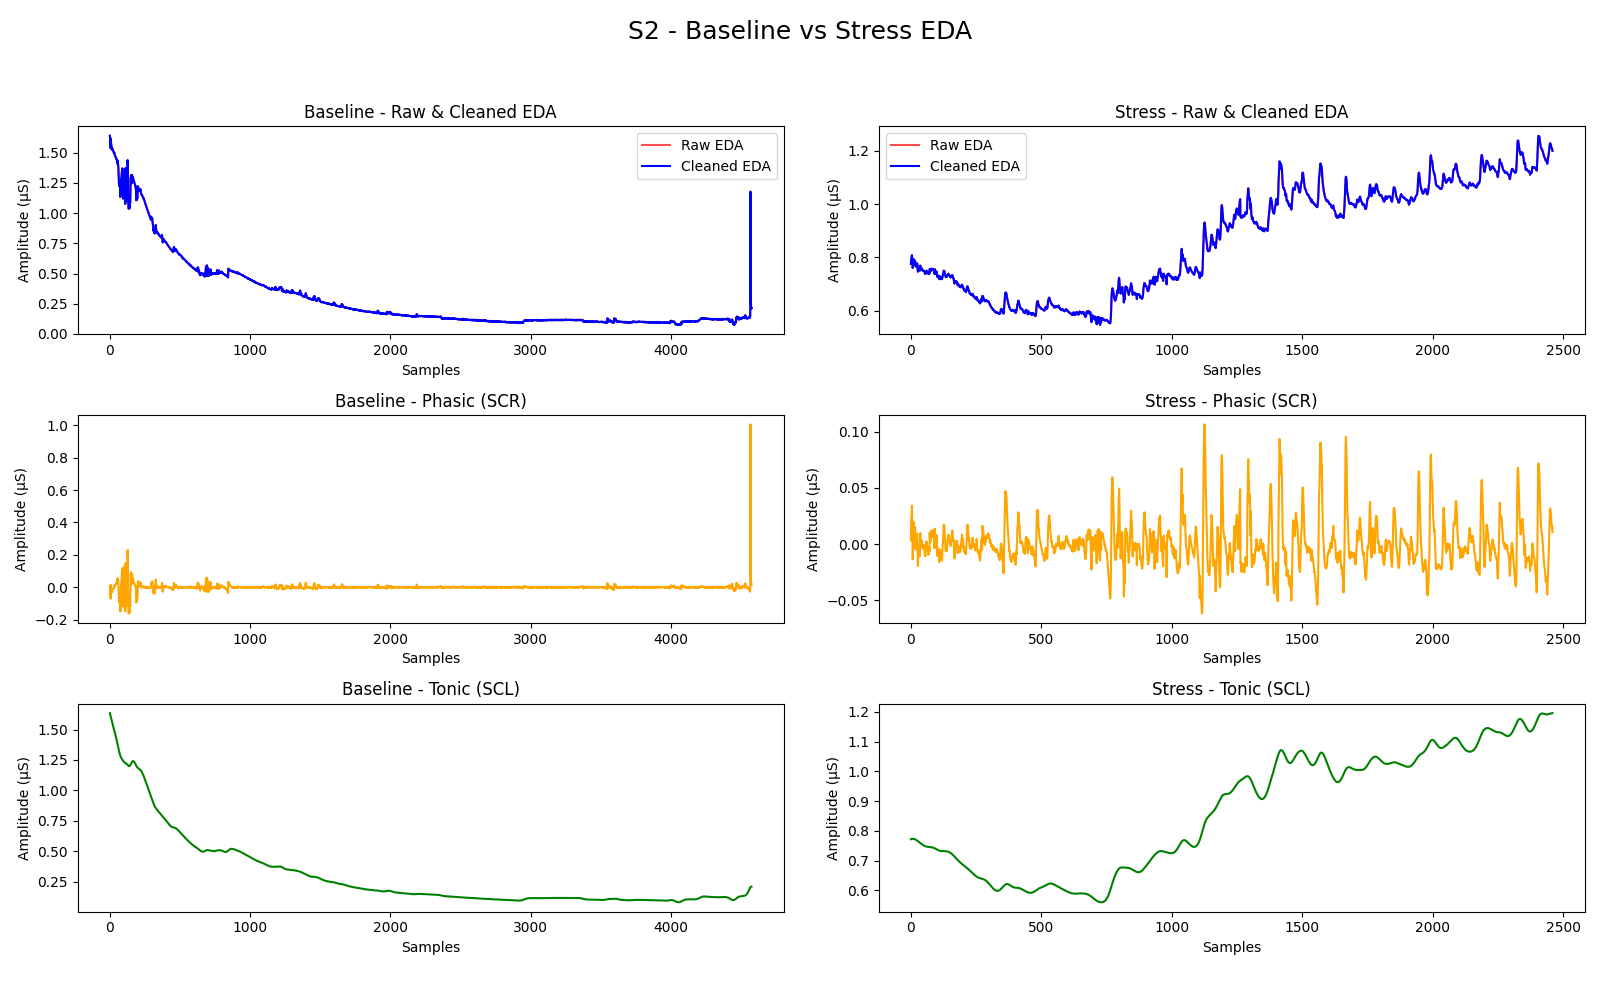 S2 - Baseline vs Stress EDA
Baseline - Raw & Cleaned EDA
Amplitude (µS)
1.50
1.25
1.00
0.75
0.50
0.25
0.00
Raw EDA
Cleaned EDA
0 1000 2000 3000 4000
Samples
Stress - Raw & Cleaned EDA
Amplitude (µS)
1.2
1.0
0.8
0.6
Raw EDA
Cleaned EDA
0 500 1000 1500 2000 2500
Samples
Baseline - Phasic (SCR)
Amplitude (µS)
1.0
0.8
0.6
0.4
0.2
0.0
−0.2
0 1000 2000 3000 4000
Samples
Stress - Phasic (SCR)
Amplitude (µS)
0.10
0.05
0.00
−0.05
0 500 1000 1500 2000 2500
Samples
Baseline - Tonic (SCL)
Amplitude (µS)
1.50
1.25
1.00
0.75
0.50
0.25
0 1000 2000 3000 4000
Samples
Stress - Tonic (SCL)
Amplitude (µS)
1.2
1.1
1.0
0.9
0.8
0.7
0.6
0 500 1000 1500 2000 2500
Samples